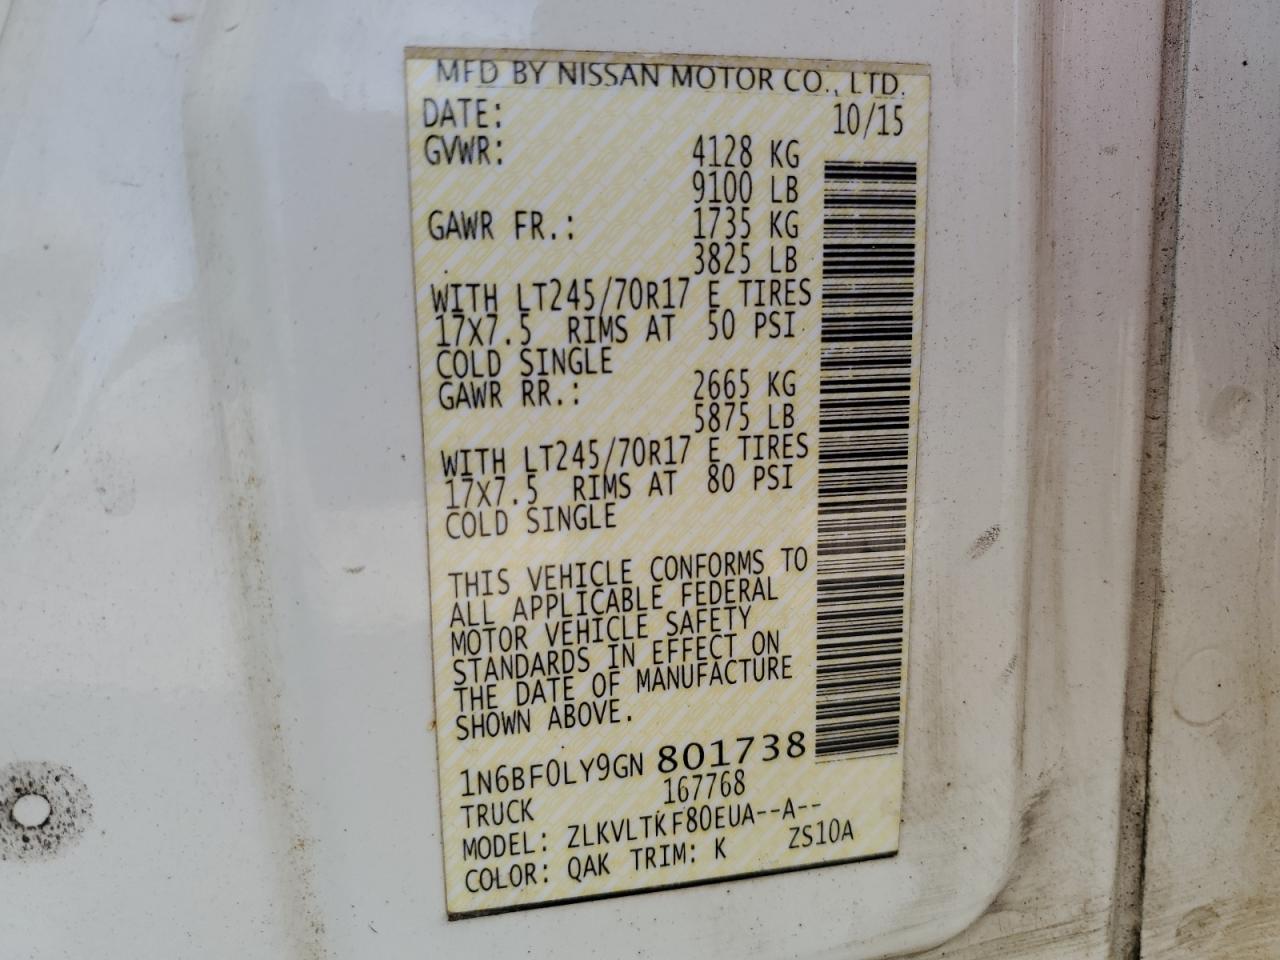 MFD BY NISSAN MOTOR CO., LTD.
DATE: 10/15
GVWR: 4128 KG
9100 LB
GAWR FR.: 1735 KG
3825 LB
WITH LT245/70R17 E TIRES
17X7.5 RIMS AT 50 PSI
COLD SINGLE
GAWR RR.: 2665 KG
5875 LB
WITH LT245/70R17 E TIRES
17X7.5 RIMS AT 80 PSI
COLD SINGLE
THIS VEHICLE CONFORMS TO
ALL APPLICABLE FEDERAL
MOTOR VEHICLE SAFETY
STANDARDS IN EFFECT ON
THE DATE OF MANUFACTURE
SHOWN ABOVE.
1N6BF0LY9GN 801738
TRUCK 167768
MODEL: ZLKVLTKF80EUA--A--
COLOR: QAK TRIM: K ZS10A